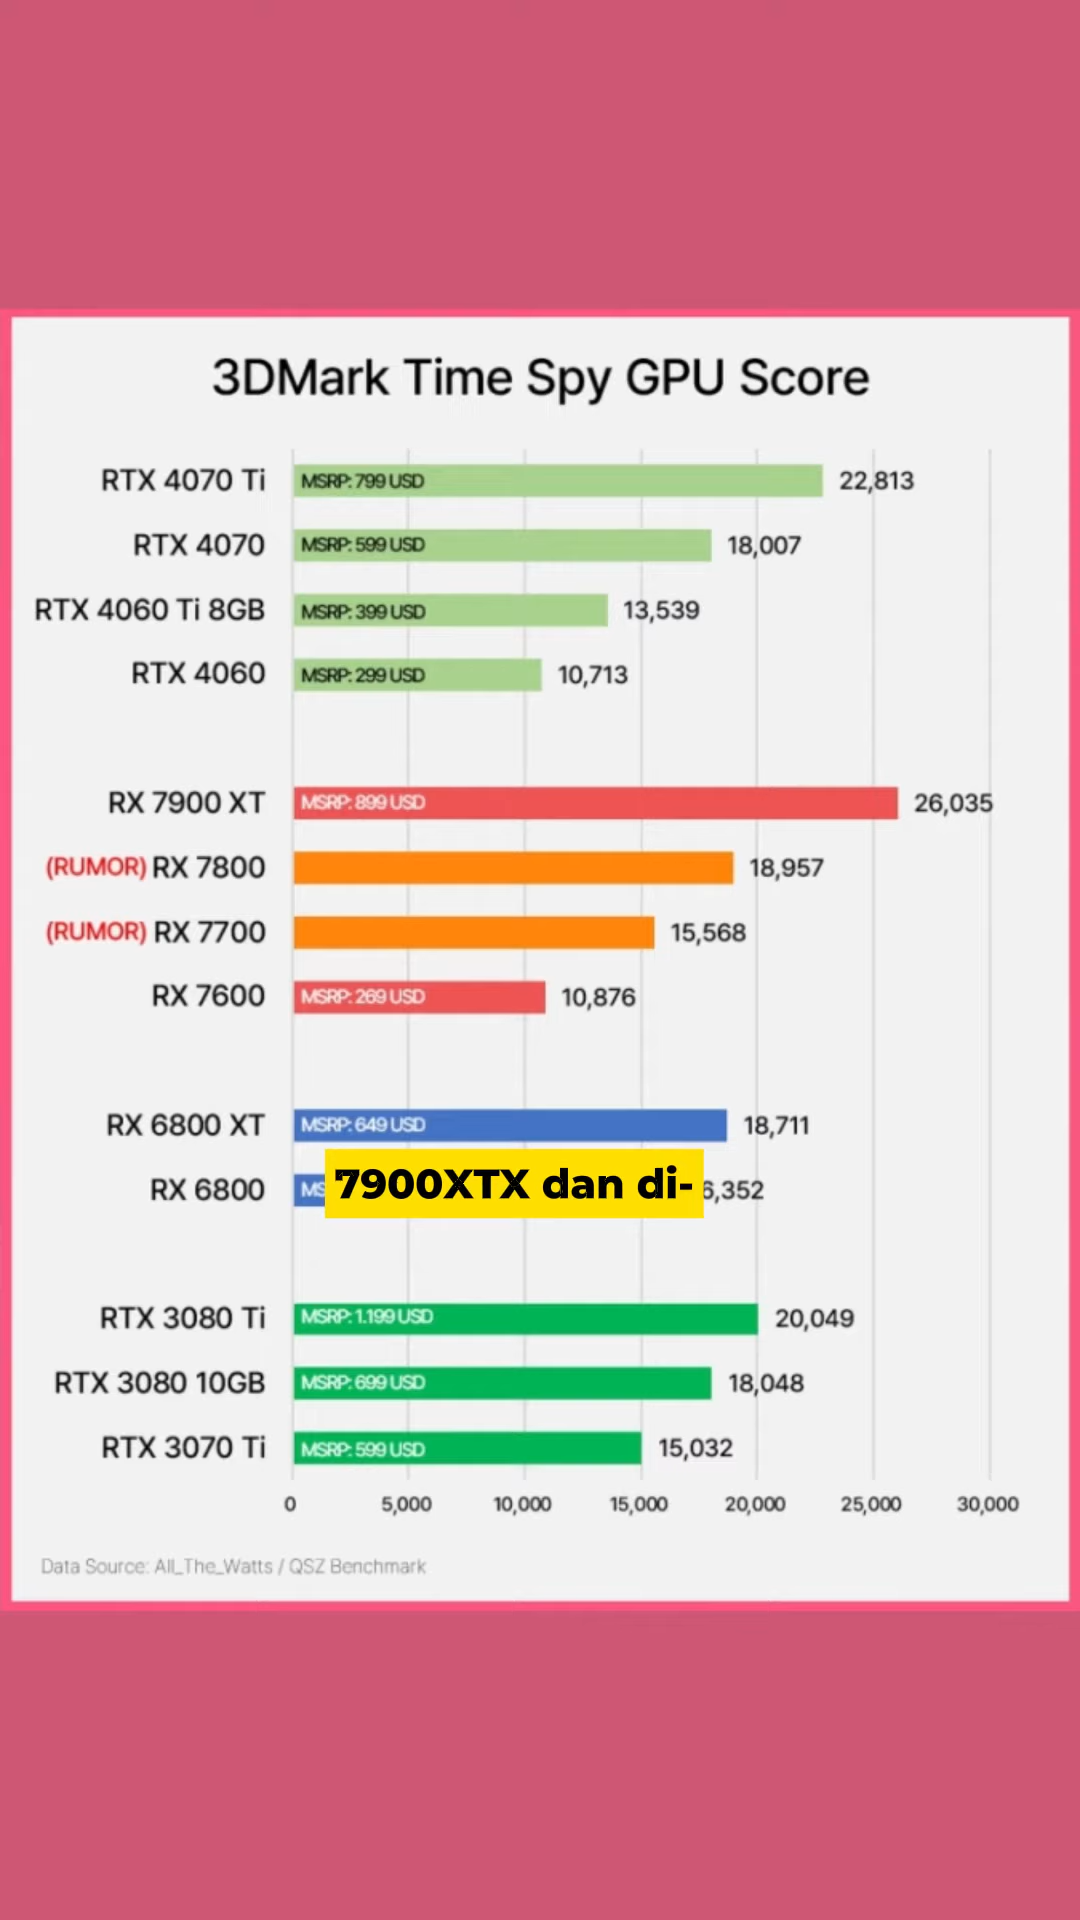 3DMark Time Spy GPU Score
RTX 4070 Ti MSRP: 799 USD 22,813
RTX 4070 MSRP: 599 USD 18,007
RTX 4060 Ti 8GB MSRP: 399 USD 13,539
RTX 4060 MSRP: 299 USD 10,713
RX 7900 XT MSRP: 899 USD 26,035
(RUMOR) RX 7800 18,957
(RUMOR) RX 7700 15,568
RX 7600 MSRP: 269 USD 10,876
RX 6800 XT MSRP: 649 USD 18,711
7900XTX dan di-
RX 6800
RTX 3080 Ti MSRP: 1.199 USD 20,049
RTX 3080 10GB MSRP: 699 USD 18,048
RTX 3070 Ti MSRP: 599 USD 15,032
0 5,000 10,000 15,000 20,000 25,000 30,000
Data Source: All_The_Watts / QSZ Benchmark